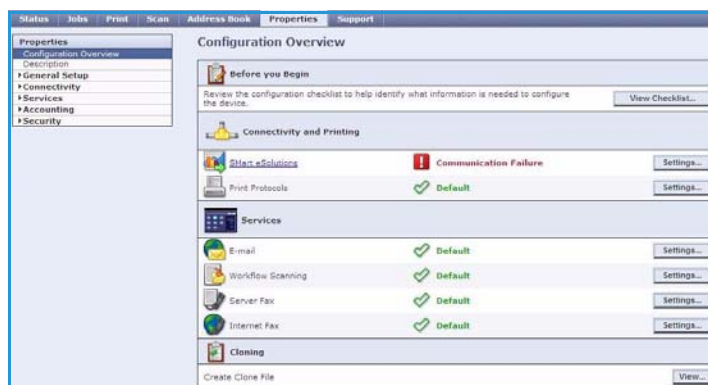 Status Jobs Print Scan Address Book Properties Support
Properties
Configuration Overview
Description
General Setup
Connectivity
Services
Accounting
Security
Configuration Overview
Before you Begin
Review the configuration checklist to help identify what information is needed to configure
the device.
View Checklist...
Connectivity and Printing
SMart eSolutions
Communication Failure
Settings...
Print Protocols
Default
Settings...
Services
E-mail
Default
Settings...
Workflow Scanning
Default
Settings...
Server Fax
Default
Settings...
Internet Fax
Default
Settings...
Cloning
Create Clone File
View...